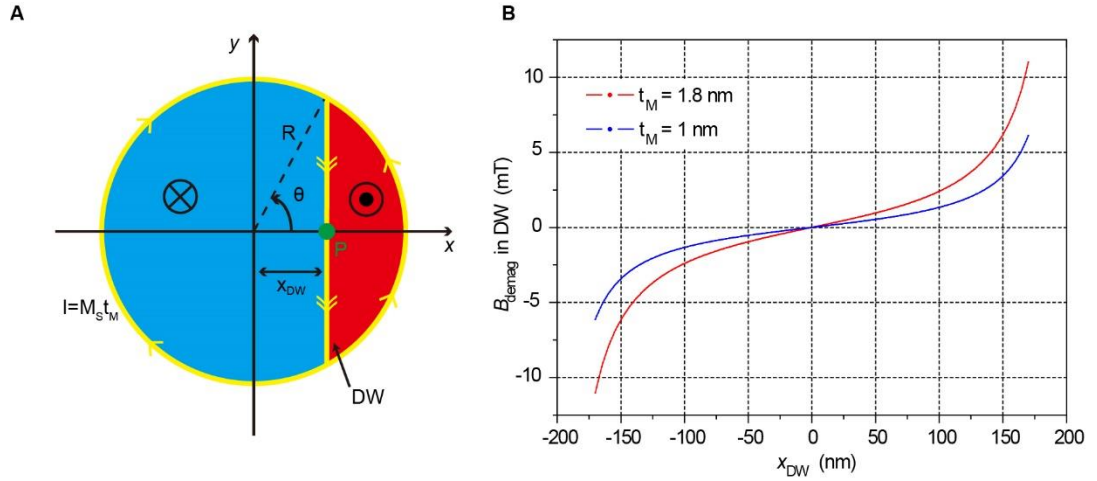 A
y
R
θ
P
x
x_DW
I=M_S t_M
DW
B
B_demag in DW (mT)
10
5
0
-5
-10
t_M = 1.8 nm
t_M = 1 nm
-200 -150 -100 -50 0 50 100 150 200
x_DW (nm)